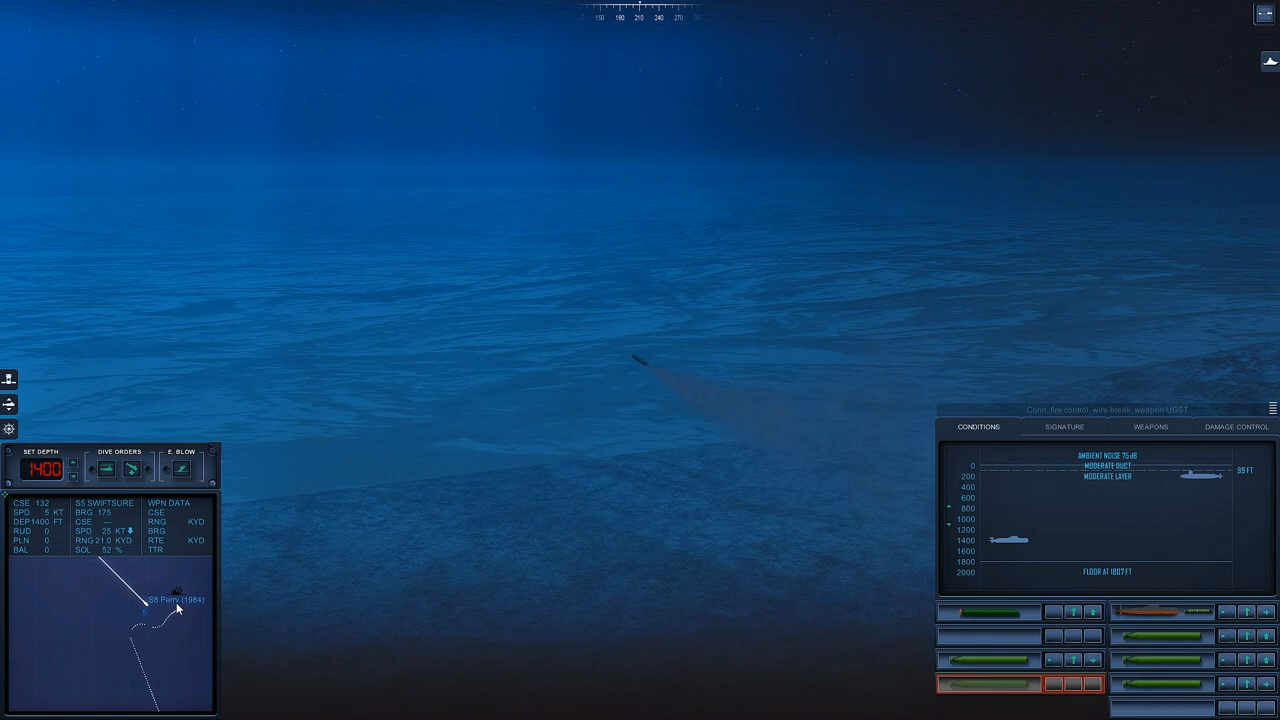 150 180 210 240 270
Conn, fire control, wire break, weapon UGST
CONDITIONS SIGNATURE WEAPONS DAMAGE CONTROL
AMBIENT NOISE 75 dB
0 MODERATE DUCT 99 FT
200 MODERATE LAYER
400
600
800
1000
1200
1400
1600
1800
2000 FLOOR AT 1807 FT
SET DEPTH DIVE ORDERS E. BLOW
1400
CSE 132 S5 SWIFTSURE WPN DATA
SPD 5 KT BRG 175 CSE
DEP1400 FT CSE --- RNG KYD
RUD 0 SPD 25 KT BRG
PLN 0 RNG 21.0 KYD RTE KYD
BAL 0 SOL 52 % TTR
S8 Perry (1984)
5